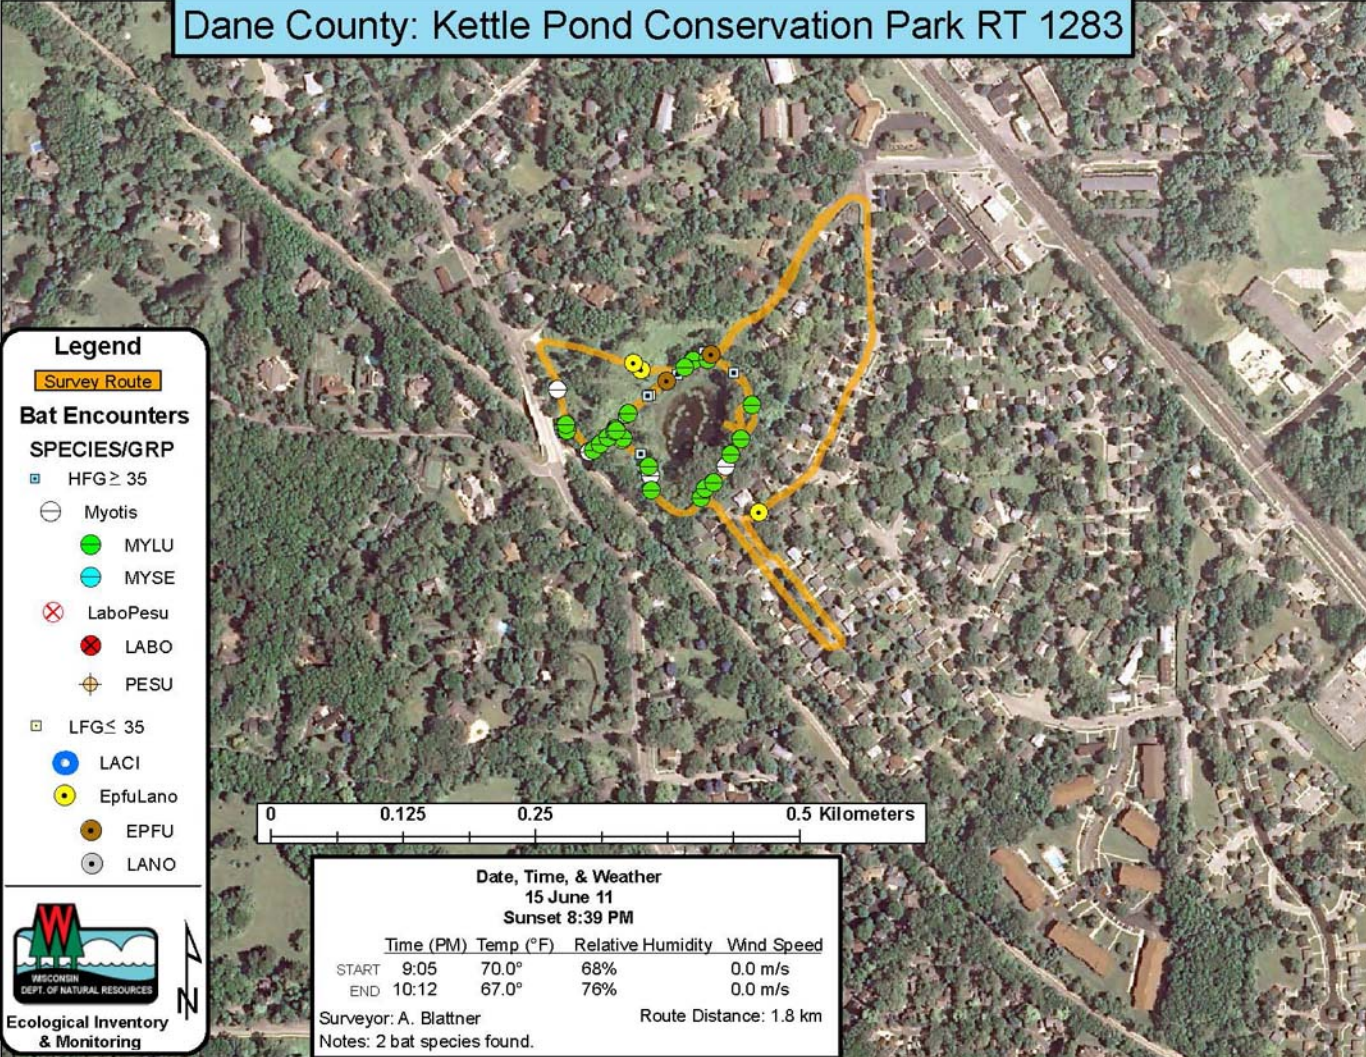 Dane County: Kettle Pond Conservation Park RT 1283
Legend
Survey Route
Bat Encounters
SPECIES/GRP
HFG ≥ 35
Myotis
MYLU
MYSE
LaboPesu
LABO
PESU
LFG ≤ 35
LACI
EpfuLano
EPFU
LANO
W
WISCONSIN
DEPT. OF NATURAL RESOURCES
N
Ecological Inventory
& Monitoring
0 0.125 0.25 0.5 Kilometers
Date, Time, & Weather
15 June 11
Sunset 8:39 PM
Time (PM) Temp (°F) Relative Humidity Wind Speed
START 9:05 70.0° 68% 0.0 m/s
END 10:12 67.0° 76% 0.0 m/s
Surveyor: A. Blattner Route Distance: 1.8 km
Notes: 2 bat species found.